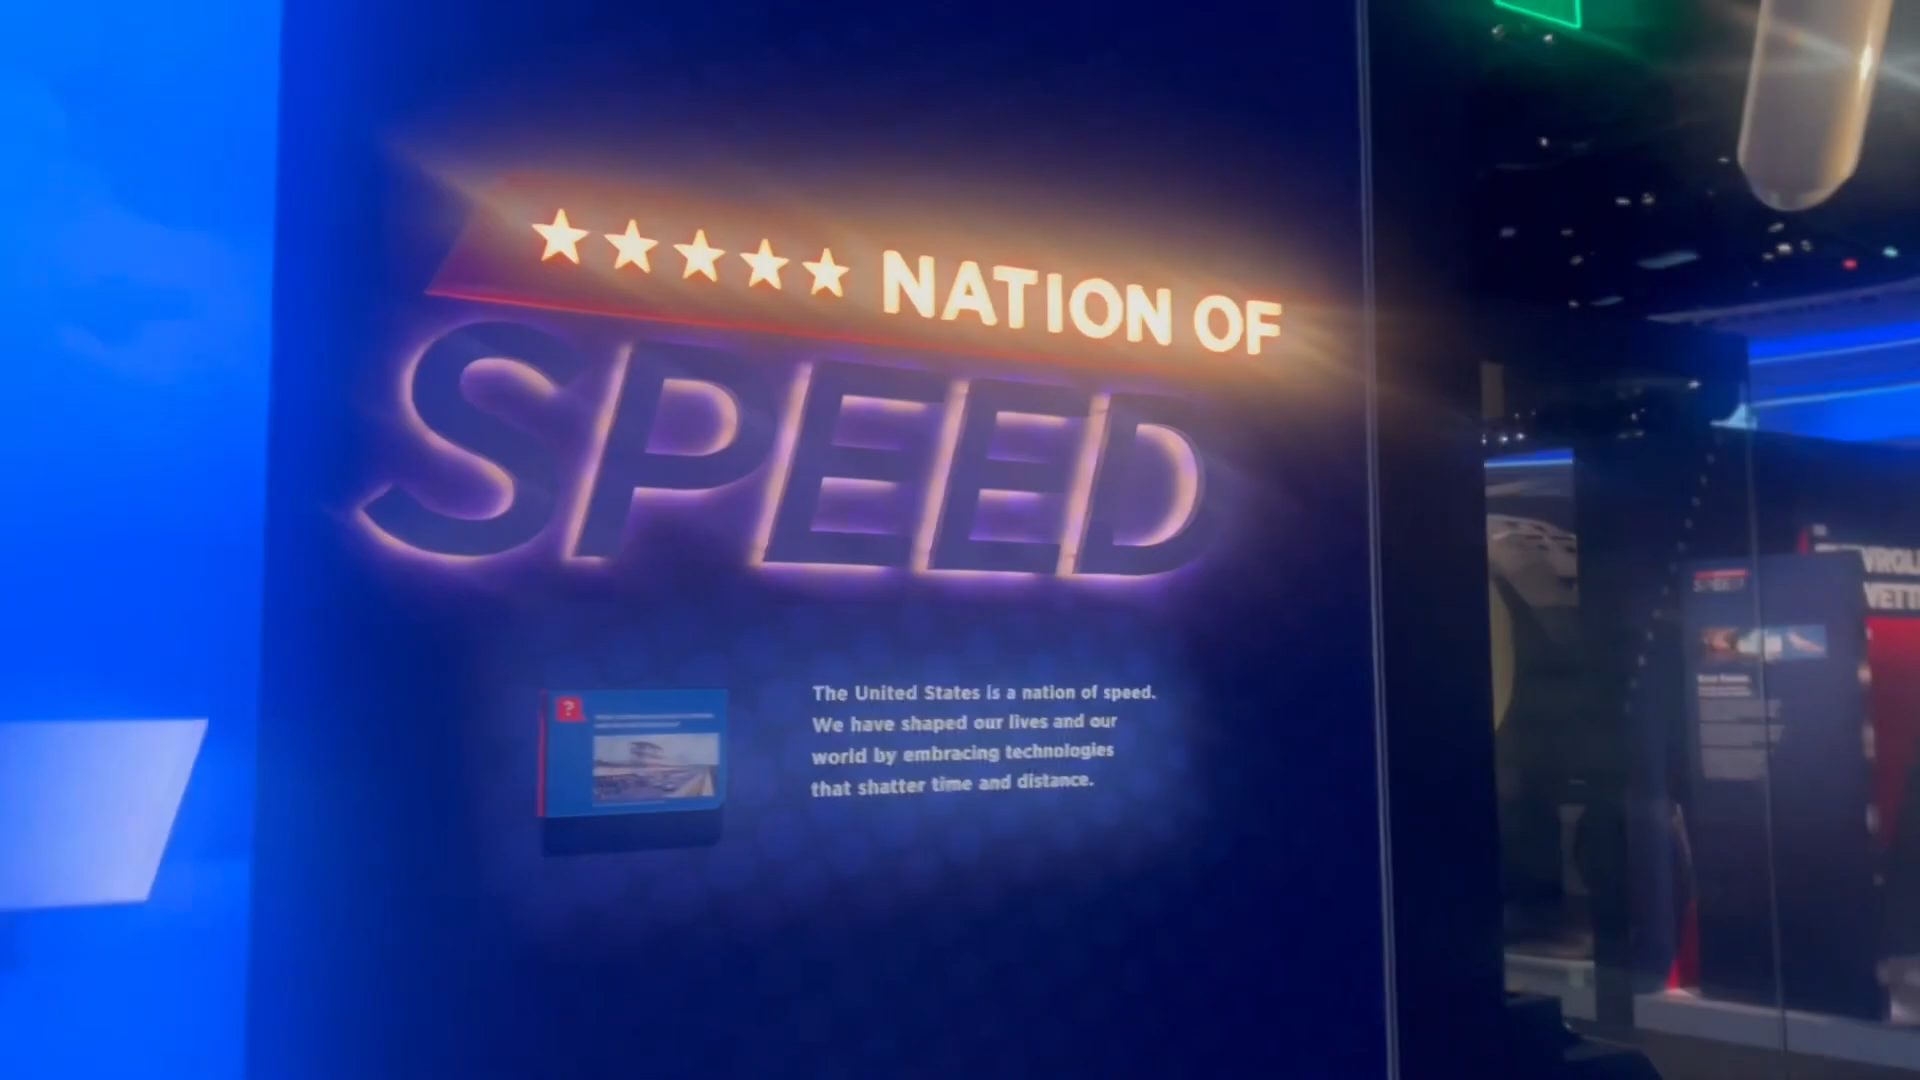 ★★★★★ NATION OF
SPEED
?
The United States is a nation of speed.
We have shaped our lives and our
world by embracing technologies
that shatter time and distance.
SPEED